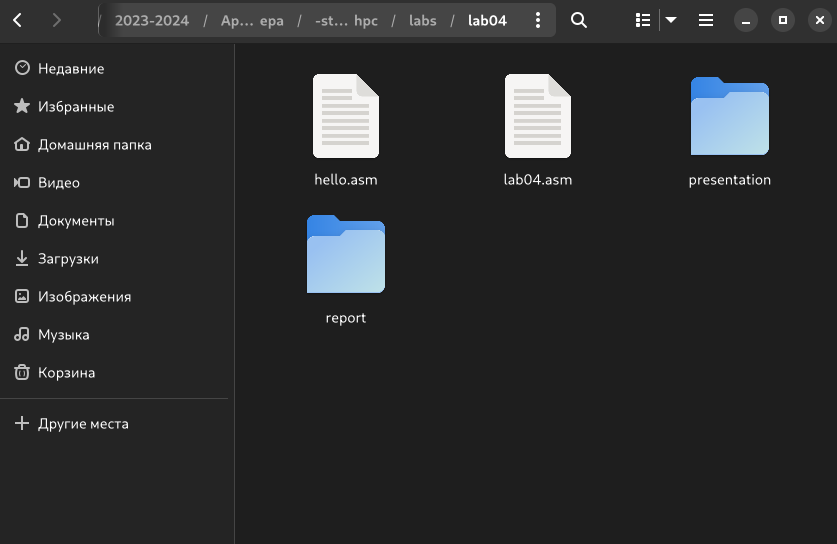 2023-2024 / Ар... ера / -st... hpc / labs / lab04
Недавние
Избранные
Домашняя папка
Видео
Документы
Загрузки
Изображения
Музыка
Корзина
Другие места
hello.asm
lab04.asm
presentation
report